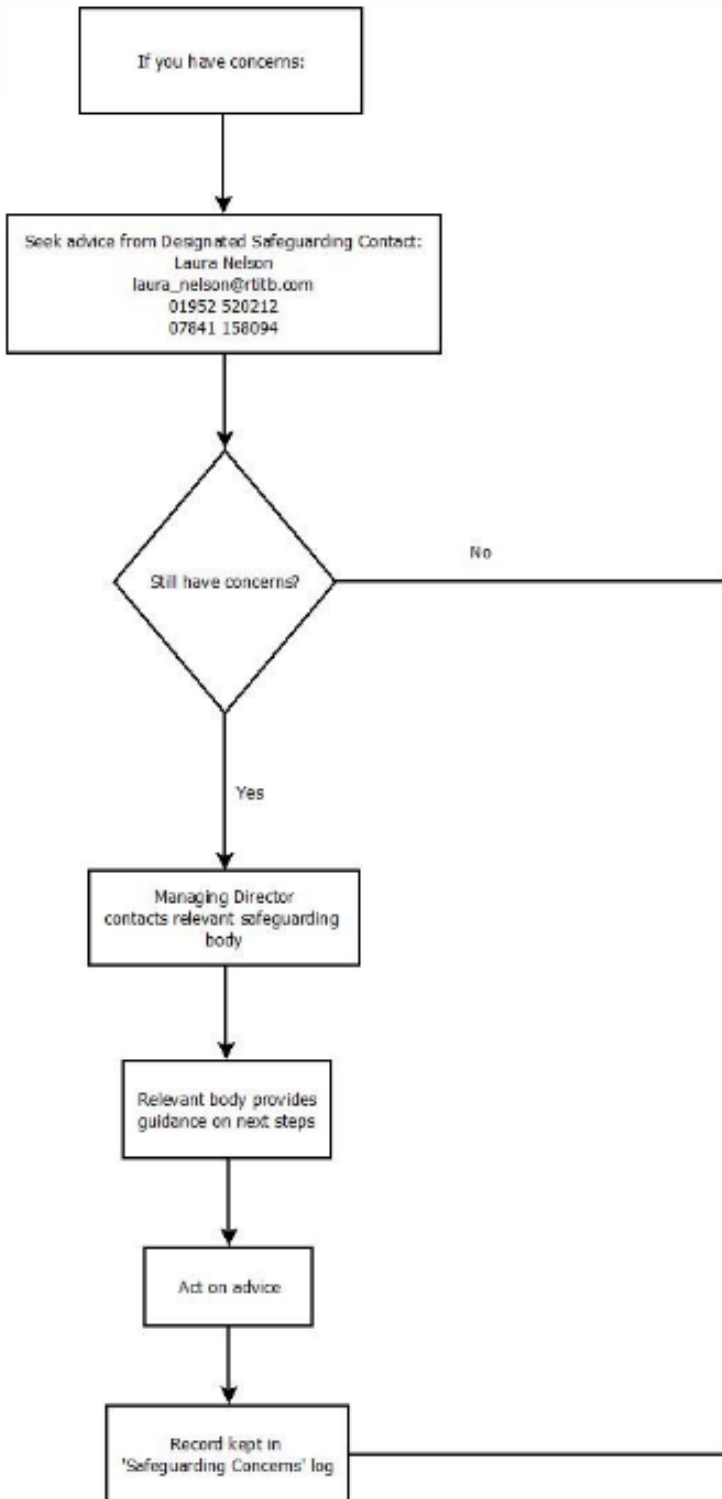 If you have concerns:
Seek advice from Designated Safeguarding Contact:
Laura Nelson
laura_nelson@rtitb.com
01952 520212
07841 158094
Still have concerns?
No
Yes
Managing Director
contacts relevant safeguarding
body
Relevant body provides
guidance on next steps
Act on advice
Record kept in
'Safeguarding Concerns' log